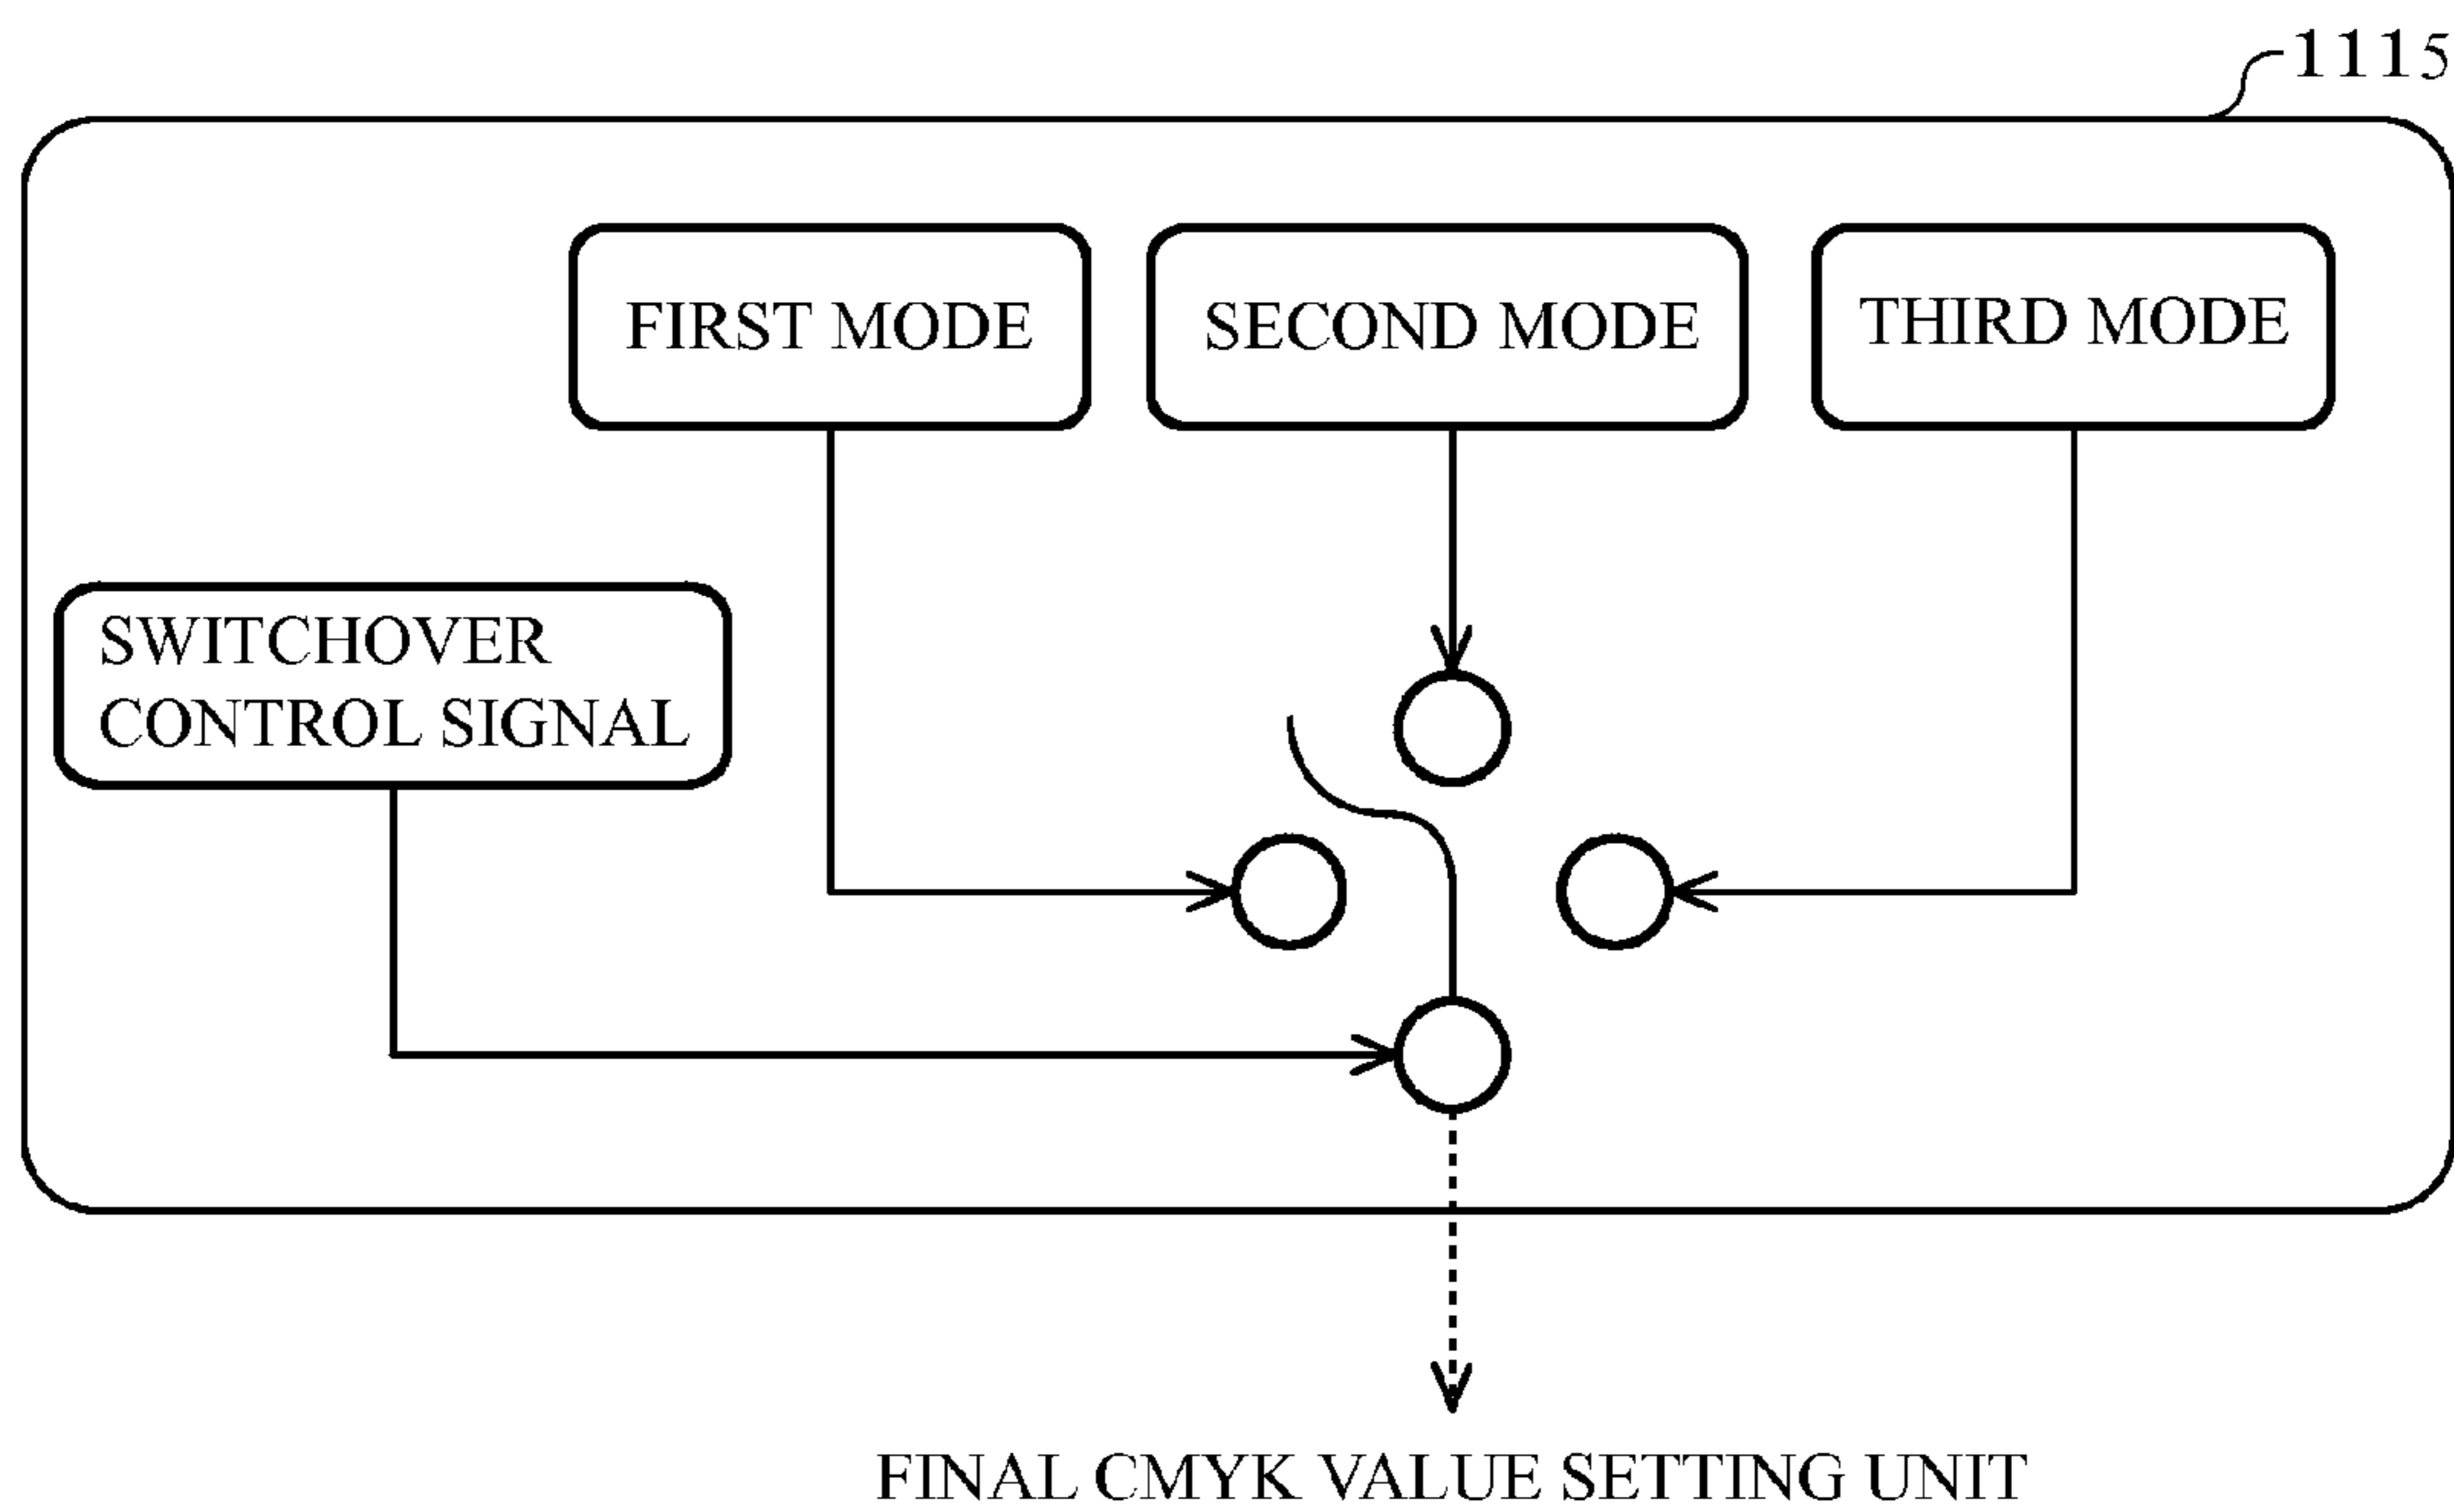 1115
FIRST MODE
SECOND MODE
THIRD MODE
SWITCHOVER
CONTROL SIGNAL
FINAL CMYK VALUE SETTING UNIT